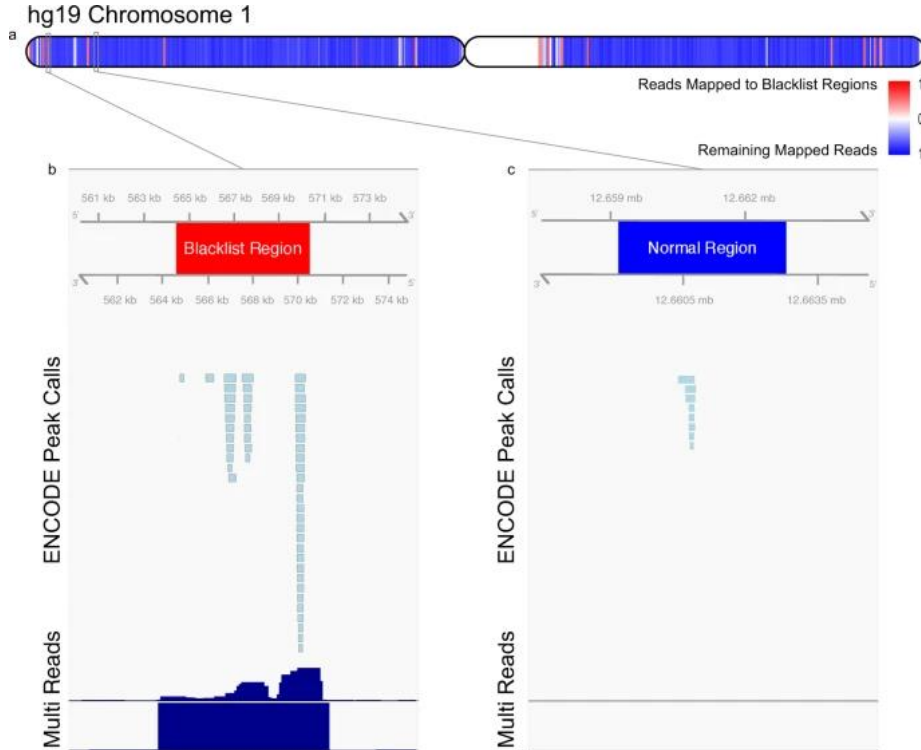 hg19 Chromosome 1
a
Reads Mapped to Blacklist Regions
1
0
Remaining Mapped Reads
1
b
561 kb 563 kb 565 kb 567 kb 569 kb 571 kb 573 kb
5' 3'
Blacklist Region
3' 5'
562 kb 564 kb 566 kb 568 kb 570 kb 572 kb 574 kb
ENCODE Peak Calls
Multi Reads
c
12.659 mb 12.662 mb
5' 3'
Normal Region
3' 5'
12.6605 mb 12.6635 mb
ENCODE Peak Calls
Multi Reads